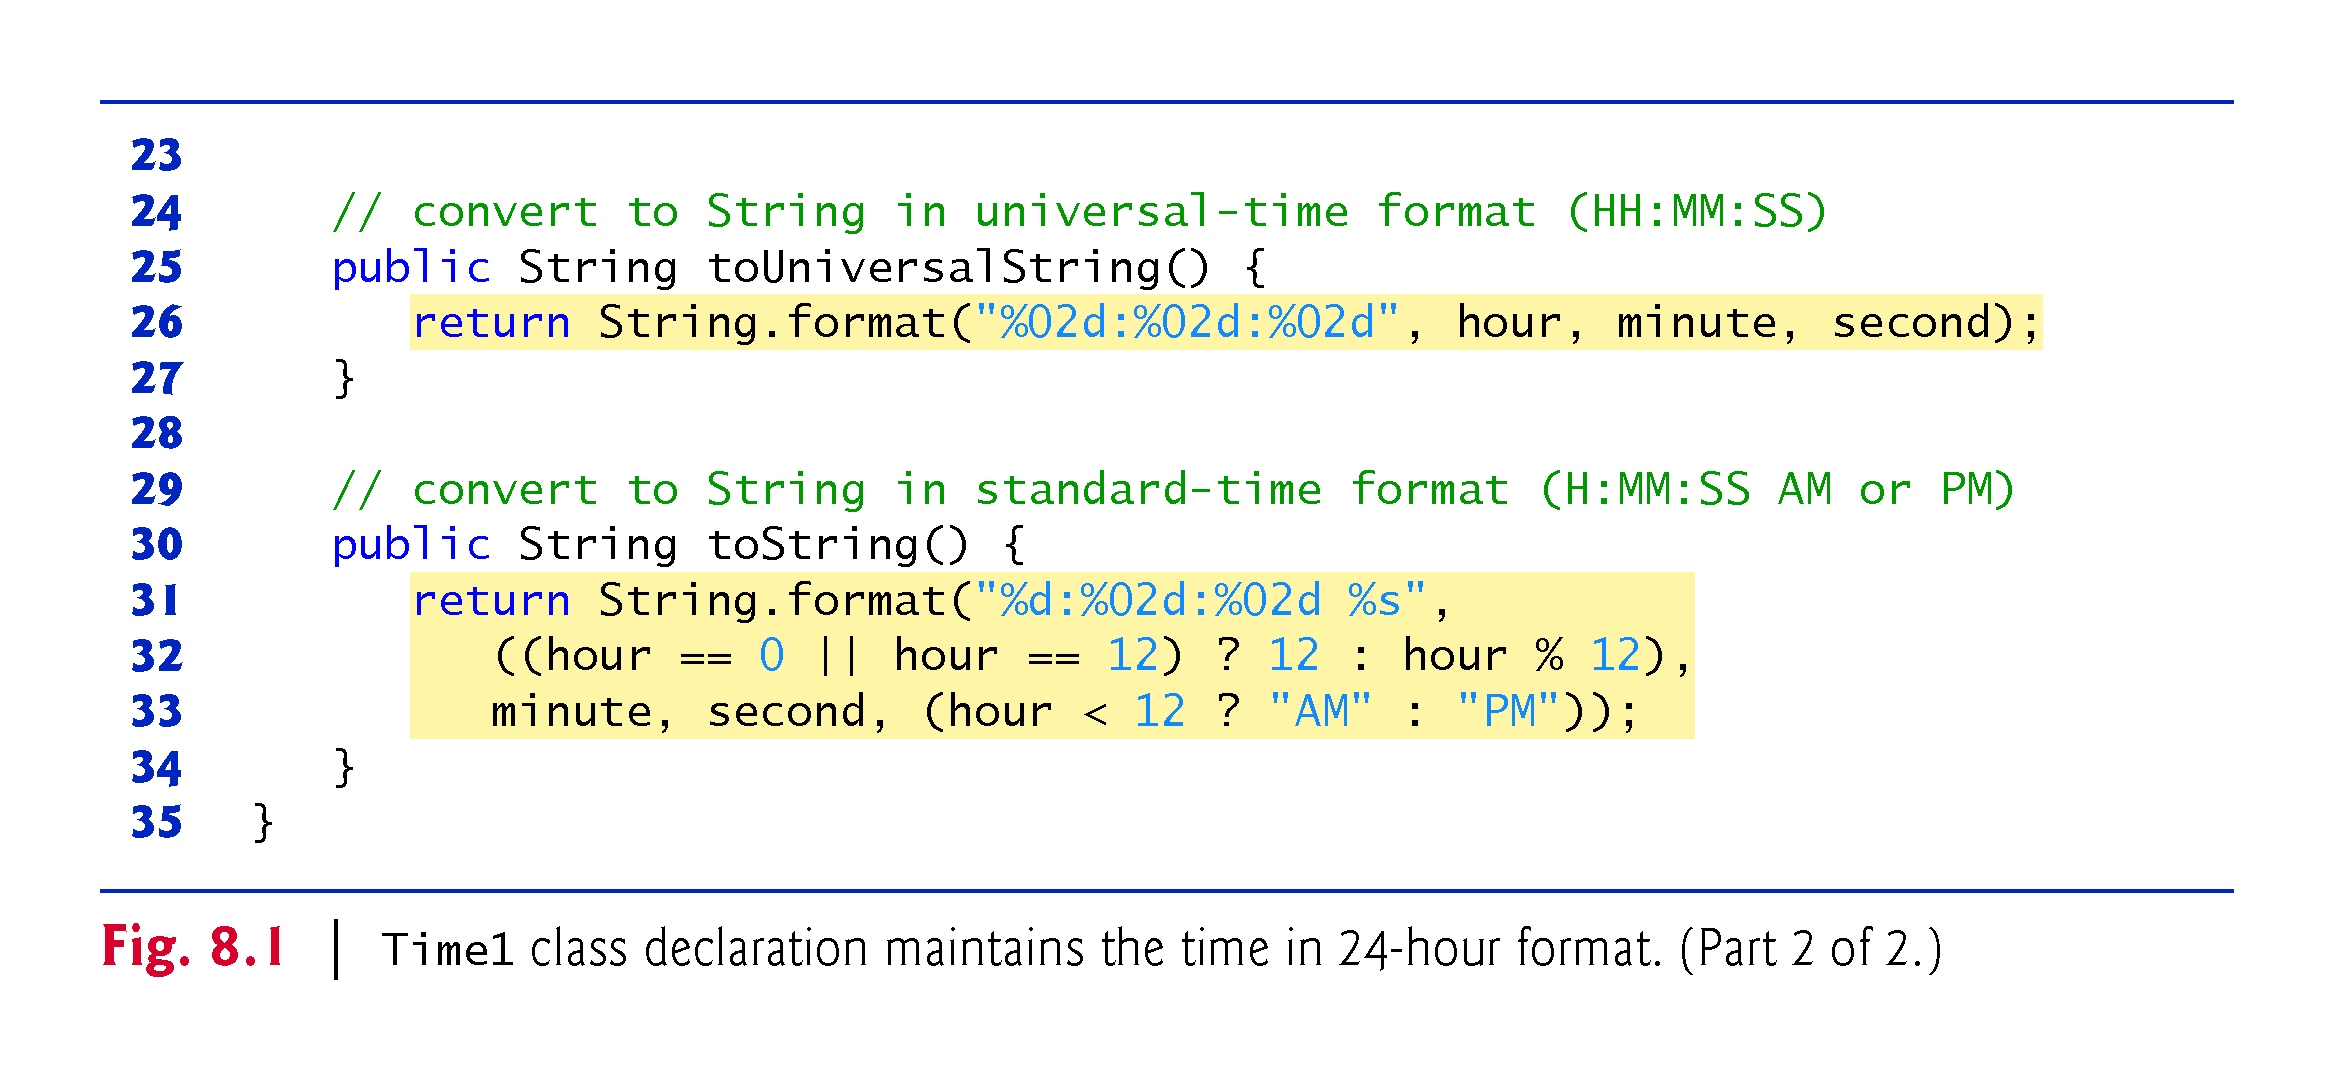 23
24 // convert to String in universal-time format (HH:MM:SS)
25 public String toUniversalString() {
26 return String.format("%02d:%02d:%02d", hour, minute, second);
27 }
28
29 // convert to String in standard-time format (H:MM:SS AM or PM)
30 public String toString() {
31 return String.format("%d:%02d:%02d %s",
32 ((hour == 0 || hour == 12) ? 12 : hour % 12),
33 minute, second, (hour < 12 ? "AM" : "PM"));
34 }
35 }
Fig. 8.1 | Time1 class declaration maintains the time in 24-hour format. (Part 2 of 2.)